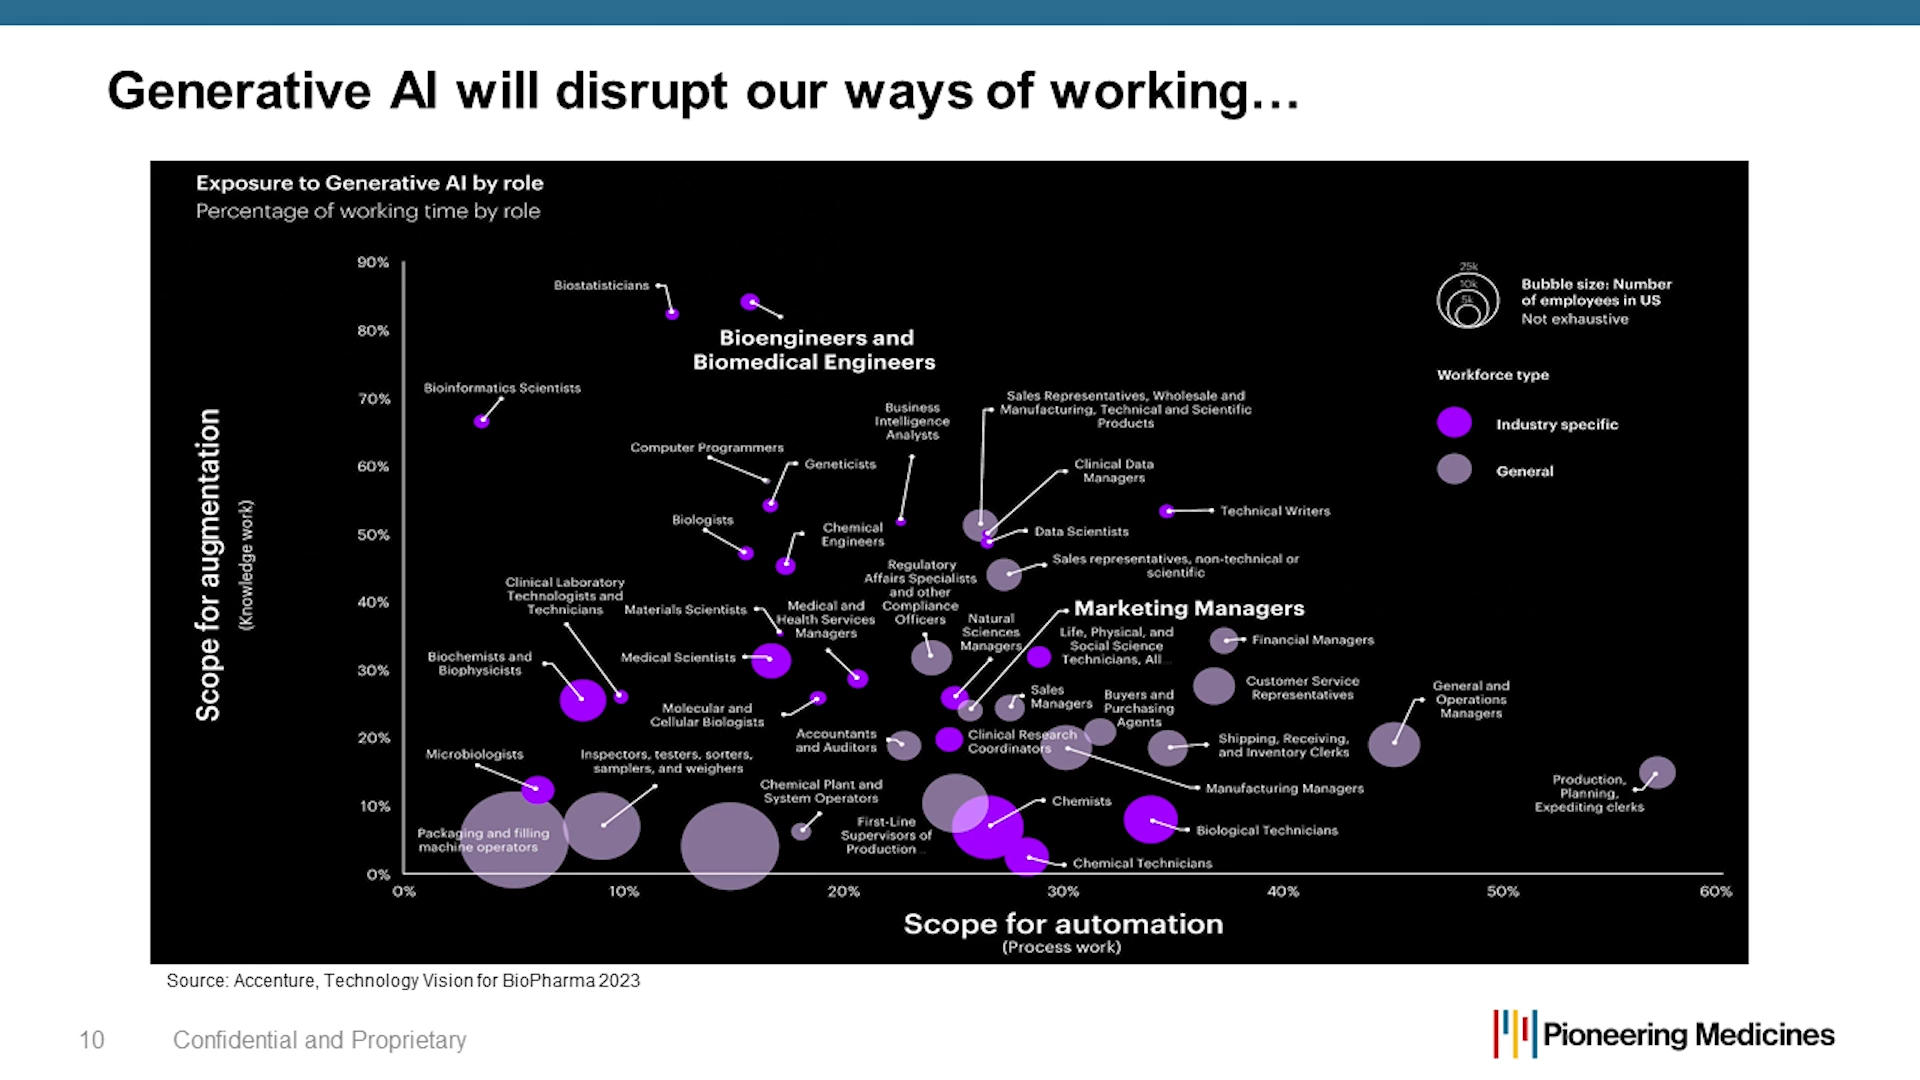 Generative AI will disrupt our ways of working…
Exposure to Generative AI by role
Percentage of working time by role
90%
80%
70%
60%
50%
40%
30%
20%
10%
0%
Scope for augmentation
(Knowledge work)
Biostatisticians
Bioengineers and
Biomedical Engineers
25k
10k
5k
Bubble size: Number
of employees in US
Not exhaustive
Workforce type
Industry specific
General
Bioinformatics Scientists
Business
Intelligence
Analysts
Sales Representatives, Wholesale and
Manufacturing, Technical and Scientific
Products
Computer Programmers
Geneticists
Clinical Data
Managers
Technical Writers
Biologists
Chemical
Engineers
Data Scientists
Sales representatives, non-technical or
scientific
Regulatory
Affairs Specialists
and other
Compliance
Officers
Clinical Laboratory
Technologists and
Technicians
Materials Scientists
Medical and
Health Services
Managers
Natural
Sciences
Managers
Marketing Managers
Life, Physical, and
Social Science
Technicians, All...
Financial Managers
Biochemists and
Biophysicists
Medical Scientists
Customer Service
Representatives
General and
Operations
Managers
Molecular and
Cellular Biologists
Sales
Managers
Buyers and
Purchasing
Agents
Accountants
and Auditors
Clinical Research
Coordinators
Shipping, Receiving,
and Inventory Clerks
Microbiologists
Inspectors, testers, sorters,
samplers, and weighers
Chemical Plant and
System Operators
Manufacturing Managers
Production,
Planning,
Expediting clerks
Packaging and filling
machine operators
First-Line
Supervisors of
Production...
Chemists
Biological Technicians
Chemical Technicians
0%
10%
20%
30%
40%
50%
60%
Scope for automation
(Process work)
Source: Accenture, Technology Vision for BioPharma 2023
10
Confidential and Proprietary
Pioneering Medicines